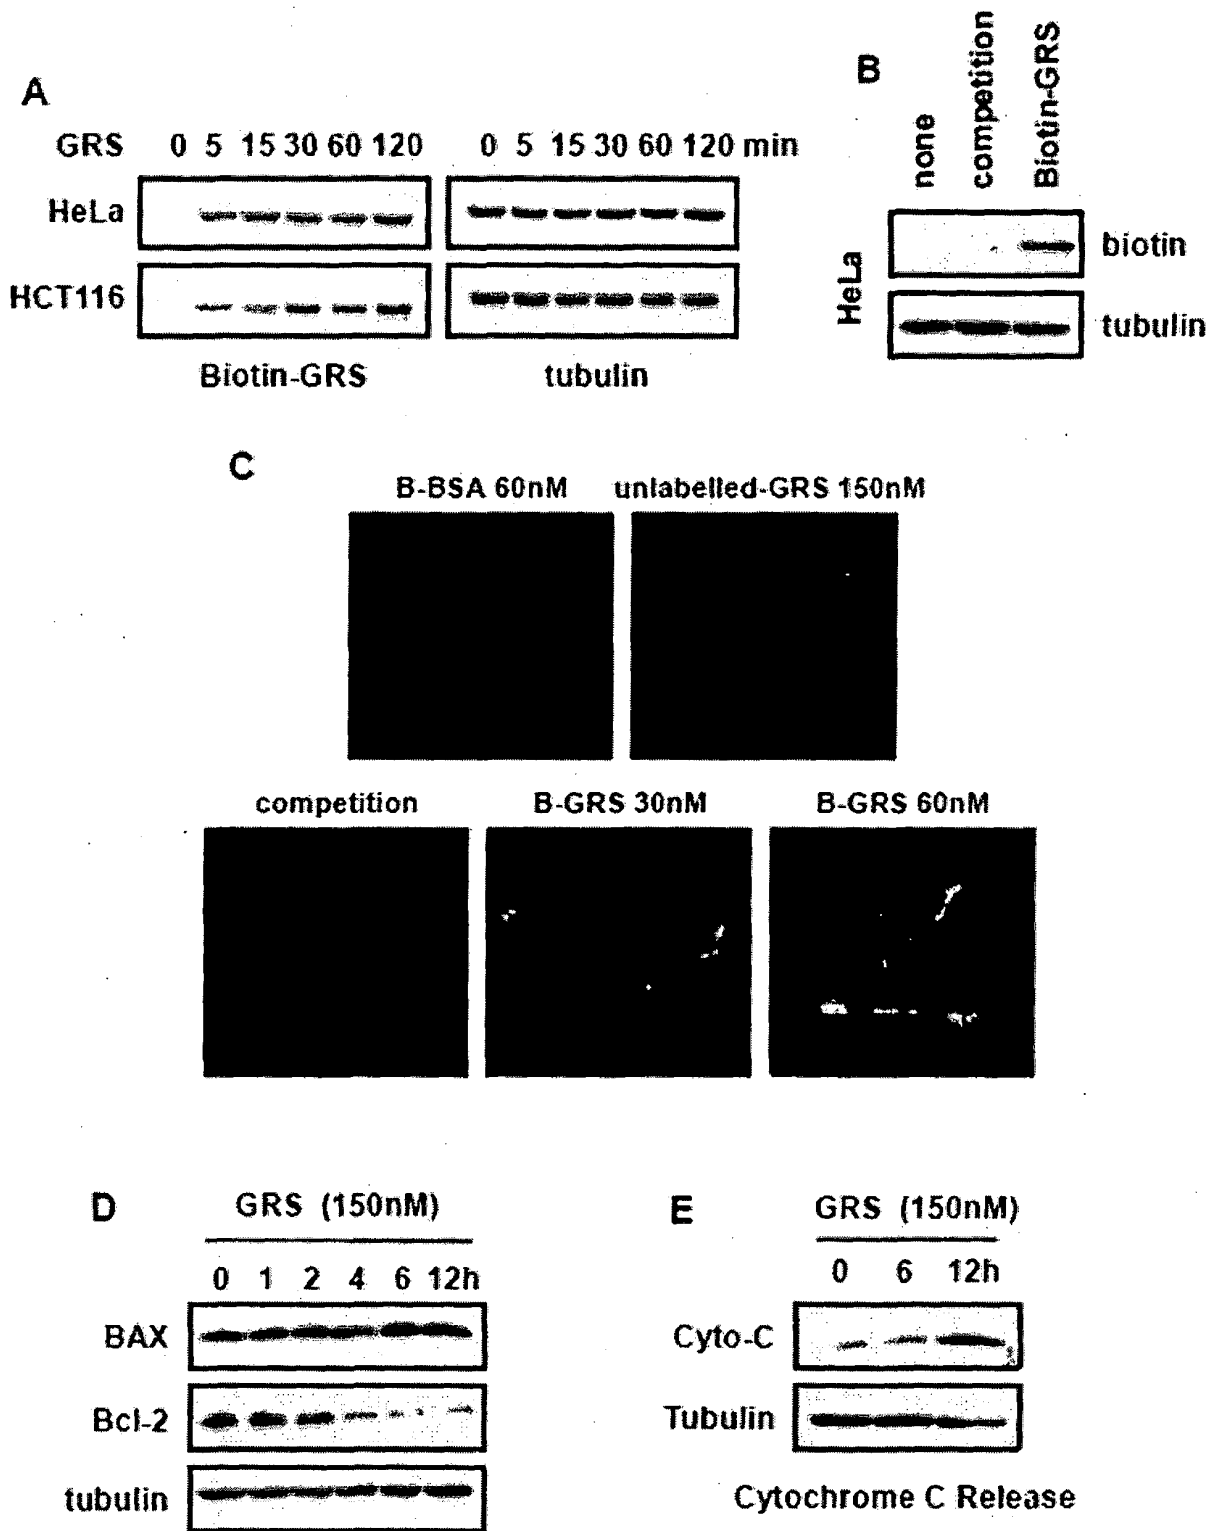 A
GRS 0 5 15 30 60 120 0 5 15 30 60 120 min
HeLa
HCT116
Biotin-GRS tubulin
B
none competition Biotin-GRS
HeLa
biotin
tubulin
C
B-BSA 60nM unlabelled-GRS 150nM
competition B-GRS 30nM B-GRS 60nM
D
GRS (150nM)
0 1 2 4 6 12h
BAX
Bcl-2
tubulin
E
GRS (150nM)
0 6 12h
Cyto-C
Tubulin
Cytochrome C Release